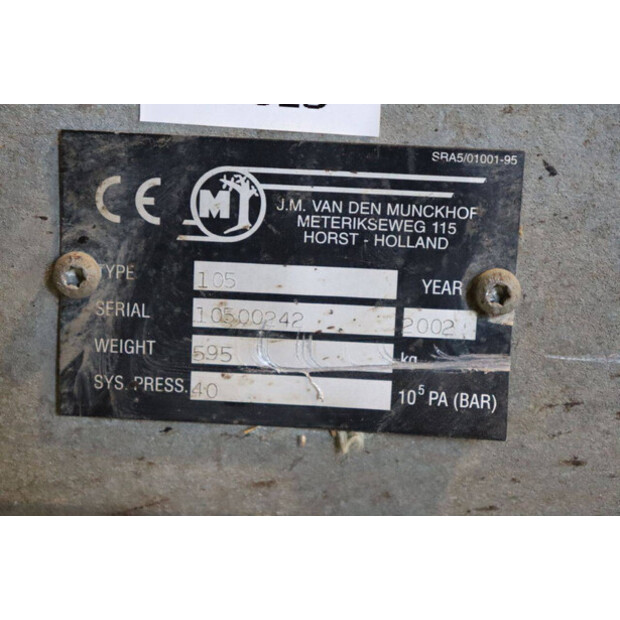 SRA5/01001-95
CE
M
J.M. VAN DEN MUNCKHOF
METERIKSEWEG 115
HORST - HOLLAND
TYPE 105 YEAR
SERIAL 10500242 2002
WEIGHT 595 kg
SYS. PRESS. 40 10⁵ PA (BAR)